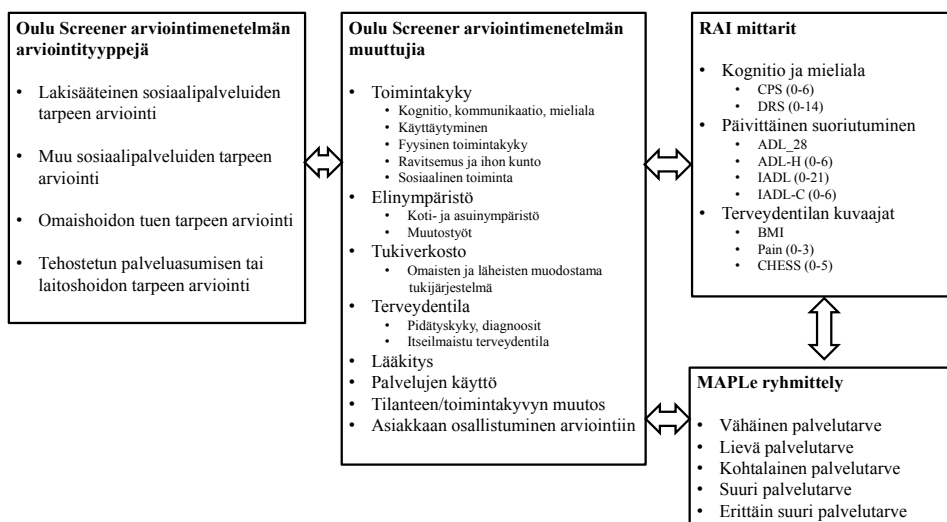 Oulu Screener arviointimenetelmän
arviointityyppejä
• Lakisääteinen sosiaalipalveluiden
tarpeen arviointi
• Muu sosiaalipalveluiden tarpeen
arviointi
• Omaishoidon tuen tarpeen arviointi
• Tehostetun palveluasumisen tai
laitoshoidon tarpeen arviointi
Oulu Screener arviointimenetelmän
muuttujia
• Toimintakyky
• Kognitio, kommunikaatio, mieliala
• Käyttäytyminen
• Fyysinen toimintakyky
• Ravitsemus ja ihon kunto
• Sosiaalinen toiminta
• Elinympäristö
• Koti- ja asuinympäristö
• Muutostyöt
• Tukiverkosto
• Omaisten ja läheisten muodostama
tukijärjestelmä
• Terveydentila
• Pidätyskyky, diagnoosit
• Itseilmaistu terveydentila
• Lääkitys
• Palvelujen käyttö
• Tilanteen/toimintakyvyn muutos
• Asiakkaan osallistuminen arviointiin
RAI mittarit
• Kognitio ja mieliala
• CPS (0-6)
• DRS (0-14)
• Päivittäinen suoriutuminen
• ADL_28
• ADL-H (0-6)
• IADL (0-21)
• IADL-C (0-6)
• Terveydentilan kuvaajat
• BMI
• Pain (0-3)
• CHESS (0-5)
MAPLe ryhmittely
• Vähäinen palvelutarve
• Lievä palvelutarve
• Kohtalainen palvelutarve
• Suuri palvelutarve
• Erittäin suuri palvelutarve